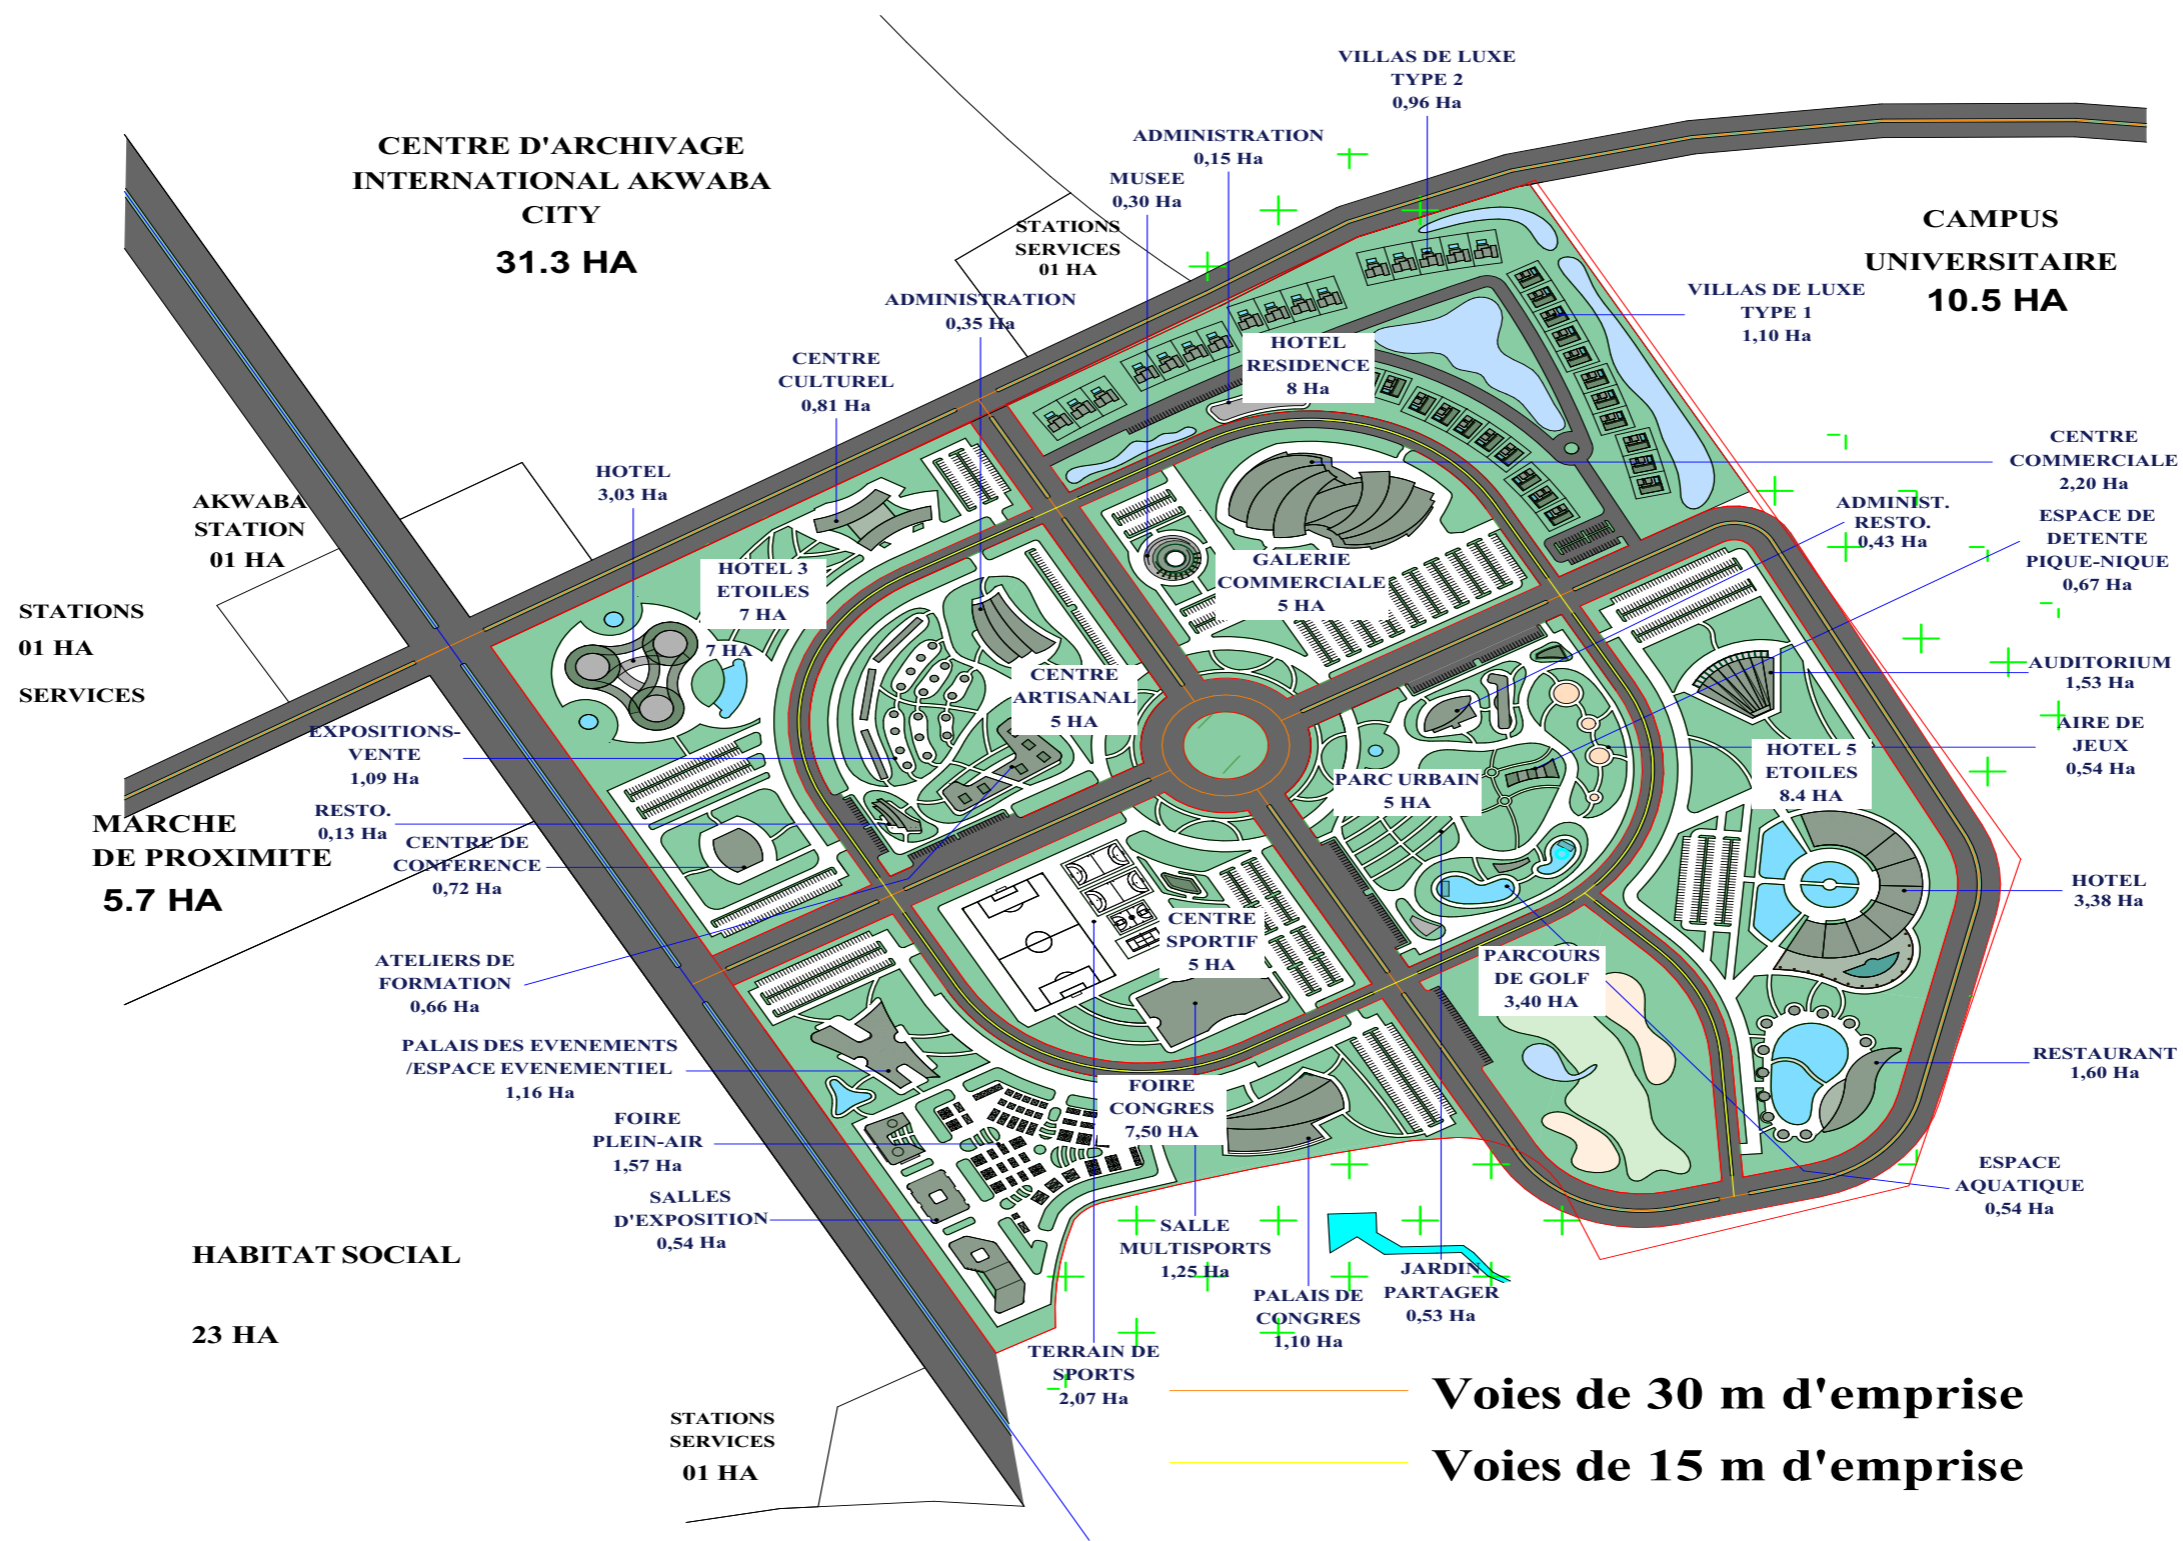 VILLAS DE LUXE
TYPE 2
0,96 Ha
CENTRE D'ARCHIVAGE
INTERNATIONAL AKWABA
CITY
31.3 HA
ADMINISTRATION
0,15 Ha
MUSEE
0,30 Ha
STATIONS
SERVICES
01 HA
CAMPUS
UNIVERSITAIRE
10.5 HA
VILLAS DE LUXE
TYPE 1
1,10 Ha
ADMINISTRATION
0,35 Ha
HOTEL
RESIDENCE
8 Ha
CENTRE
CULTUREL
0,81 Ha
HOTEL
3,03 Ha
CENTRE
COMMERCIALE
2,20 Ha
ADMINIST.
RESTO.
0,43 Ha
ESPACE DE
DETENTE
PIQUE-NIQUE
0,67 Ha
AKWABA
STATION
01 HA
STATIONS
01 HA
SERVICES
HOTEL 3
ETOILES
7 HA
7 HA
GALERIE
COMMERCIALE
5 HA
CENTRE
ARTISANAL
5 HA
AUDITORIUM
1,53 Ha
AIRE DE
JEUX
0,54 Ha
EXPOSITIONS-
VENTE
1,09 Ha
HOTEL 5
ETOILES
8.4 HA
PARC URBAIN
5 HA
RESTO.
0,13 Ha
MARCHE
DE PROXIMITE
5.7 HA
CENTRE DE
CONFERENCE
0,72 Ha
HOTEL
3,38 Ha
CENTRE
SPORTIF
5 HA
ATELIERS DE
FORMATION
0,66 Ha
PARCOURS
DE GOLF
3,40 HA
PALAIS DES EVENEMENTS
/ESPACE EVENEMENTIEL
1,16 Ha
RESTAURANT
1,60 Ha
FOIRE
CONGRES
7,50 HA
FOIRE
PLEIN-AIR
1,57 Ha
ESPACE
AQUATIQUE
0,54 Ha
SALLES
D'EXPOSITION
0,54 Ha
SALLE
MULTISPORTS
1,25 Ha
HABITAT SOCIAL
23 HA
JARDIN
PARTAGER
0,53 Ha
PALAIS DE
CONGRES
1,10 Ha
TERRAIN DE
SPORTS
2,07 Ha
STATIONS
SERVICES
01 HA
Voies de 30 m d'emprise
Voies de 15 m d'emprise